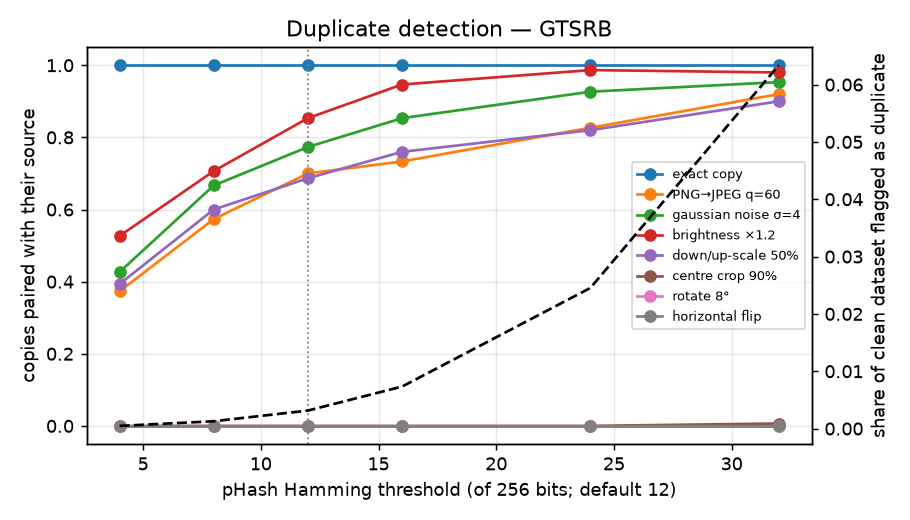 Duplicate detection — GTSRB
copies paired with their source
1.0
0.8
0.6
0.4
0.2
0.0
5
10
15
20
25
30
pHash Hamming threshold (of 256 bits; default 12)
exact copy
PNG→JPEG q=60
gaussian noise σ=4
brightness ×1.2
down/up-scale 50%
centre crop 90%
rotate 8°
horizontal flip
0.06
0.05
0.04
0.03
0.02
0.01
0.00
share of clean dataset flagged as duplicate